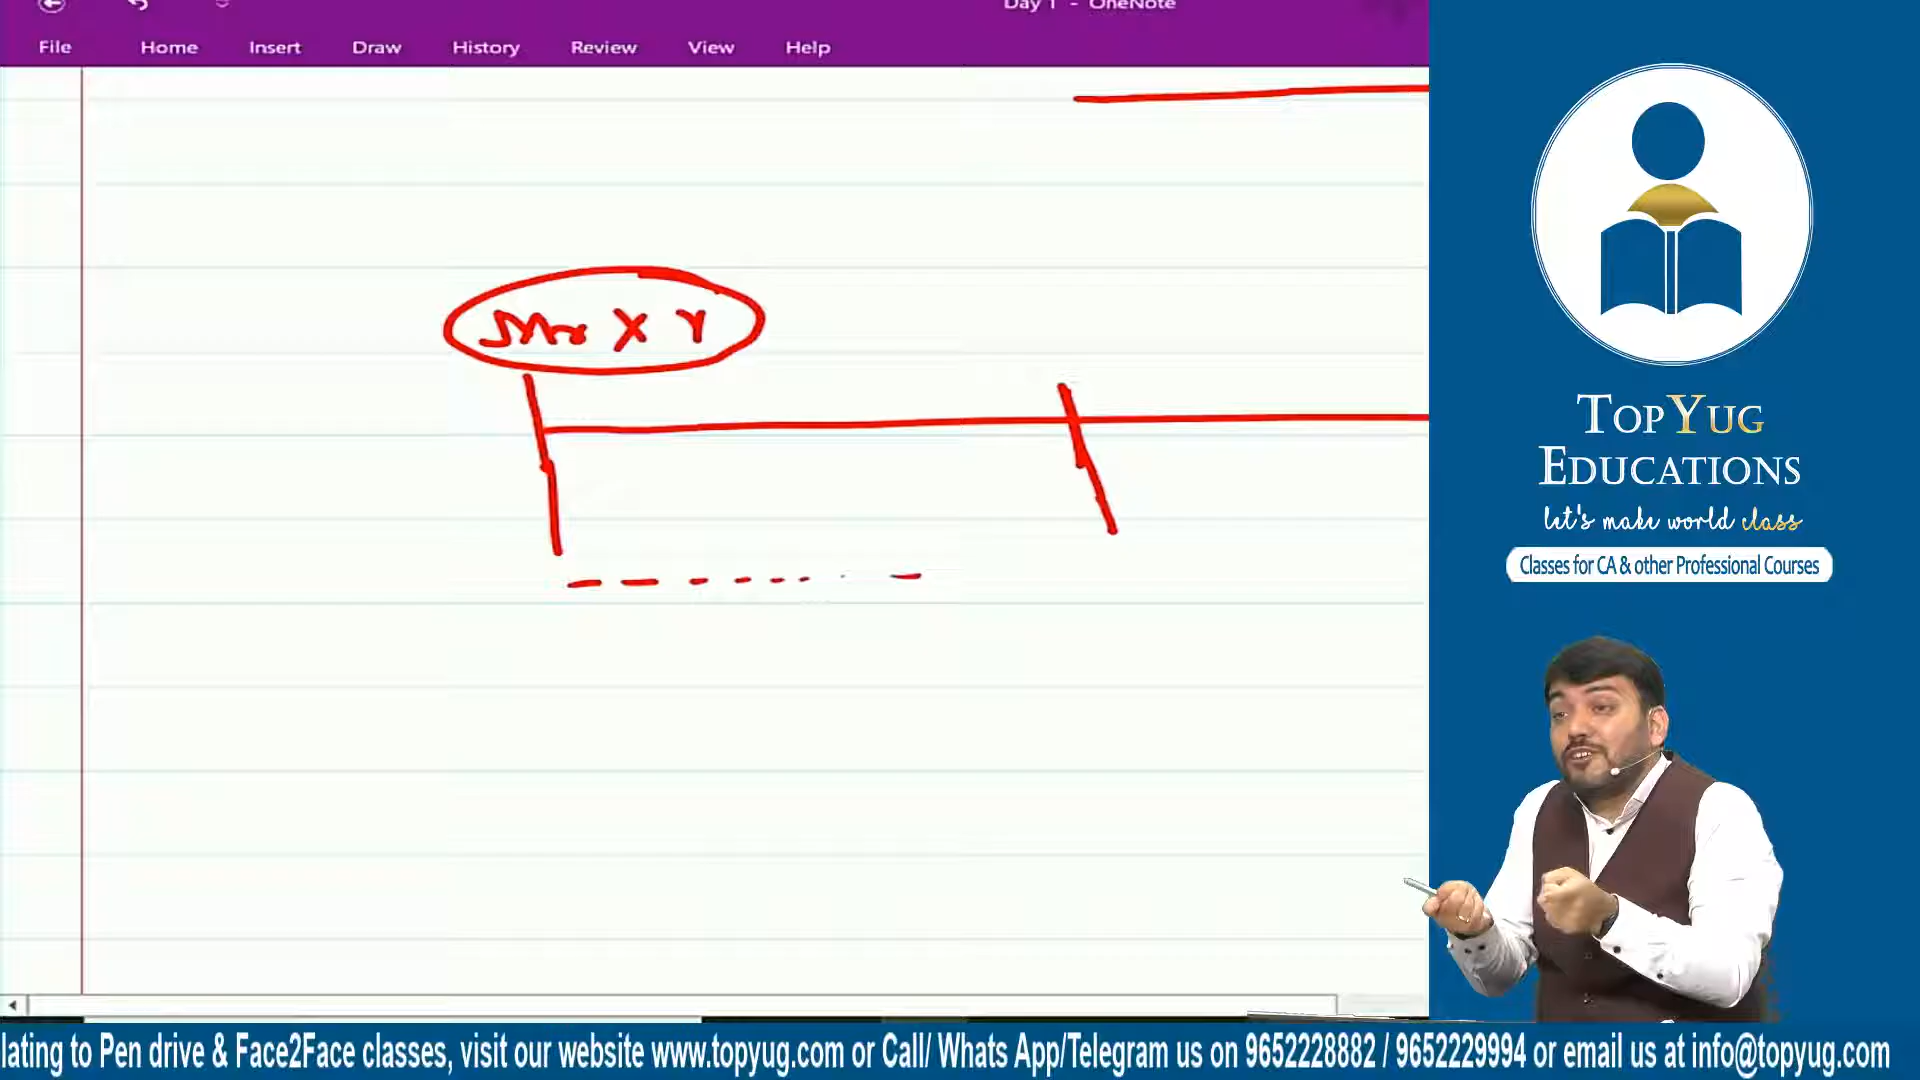 Day 1 - OneNote
File Home Insert Draw History Review View Help
Mr X Y
TOPYUG
EDUCATIONS
let's make world class
Classes for CA & other Professional Courses
lating to Pen drive & Face2Face classes, visit our website www.topyug.com or Call/ Whats App/Telegram us on 9652228882 / 9652229994 or email us at info@topyug.com